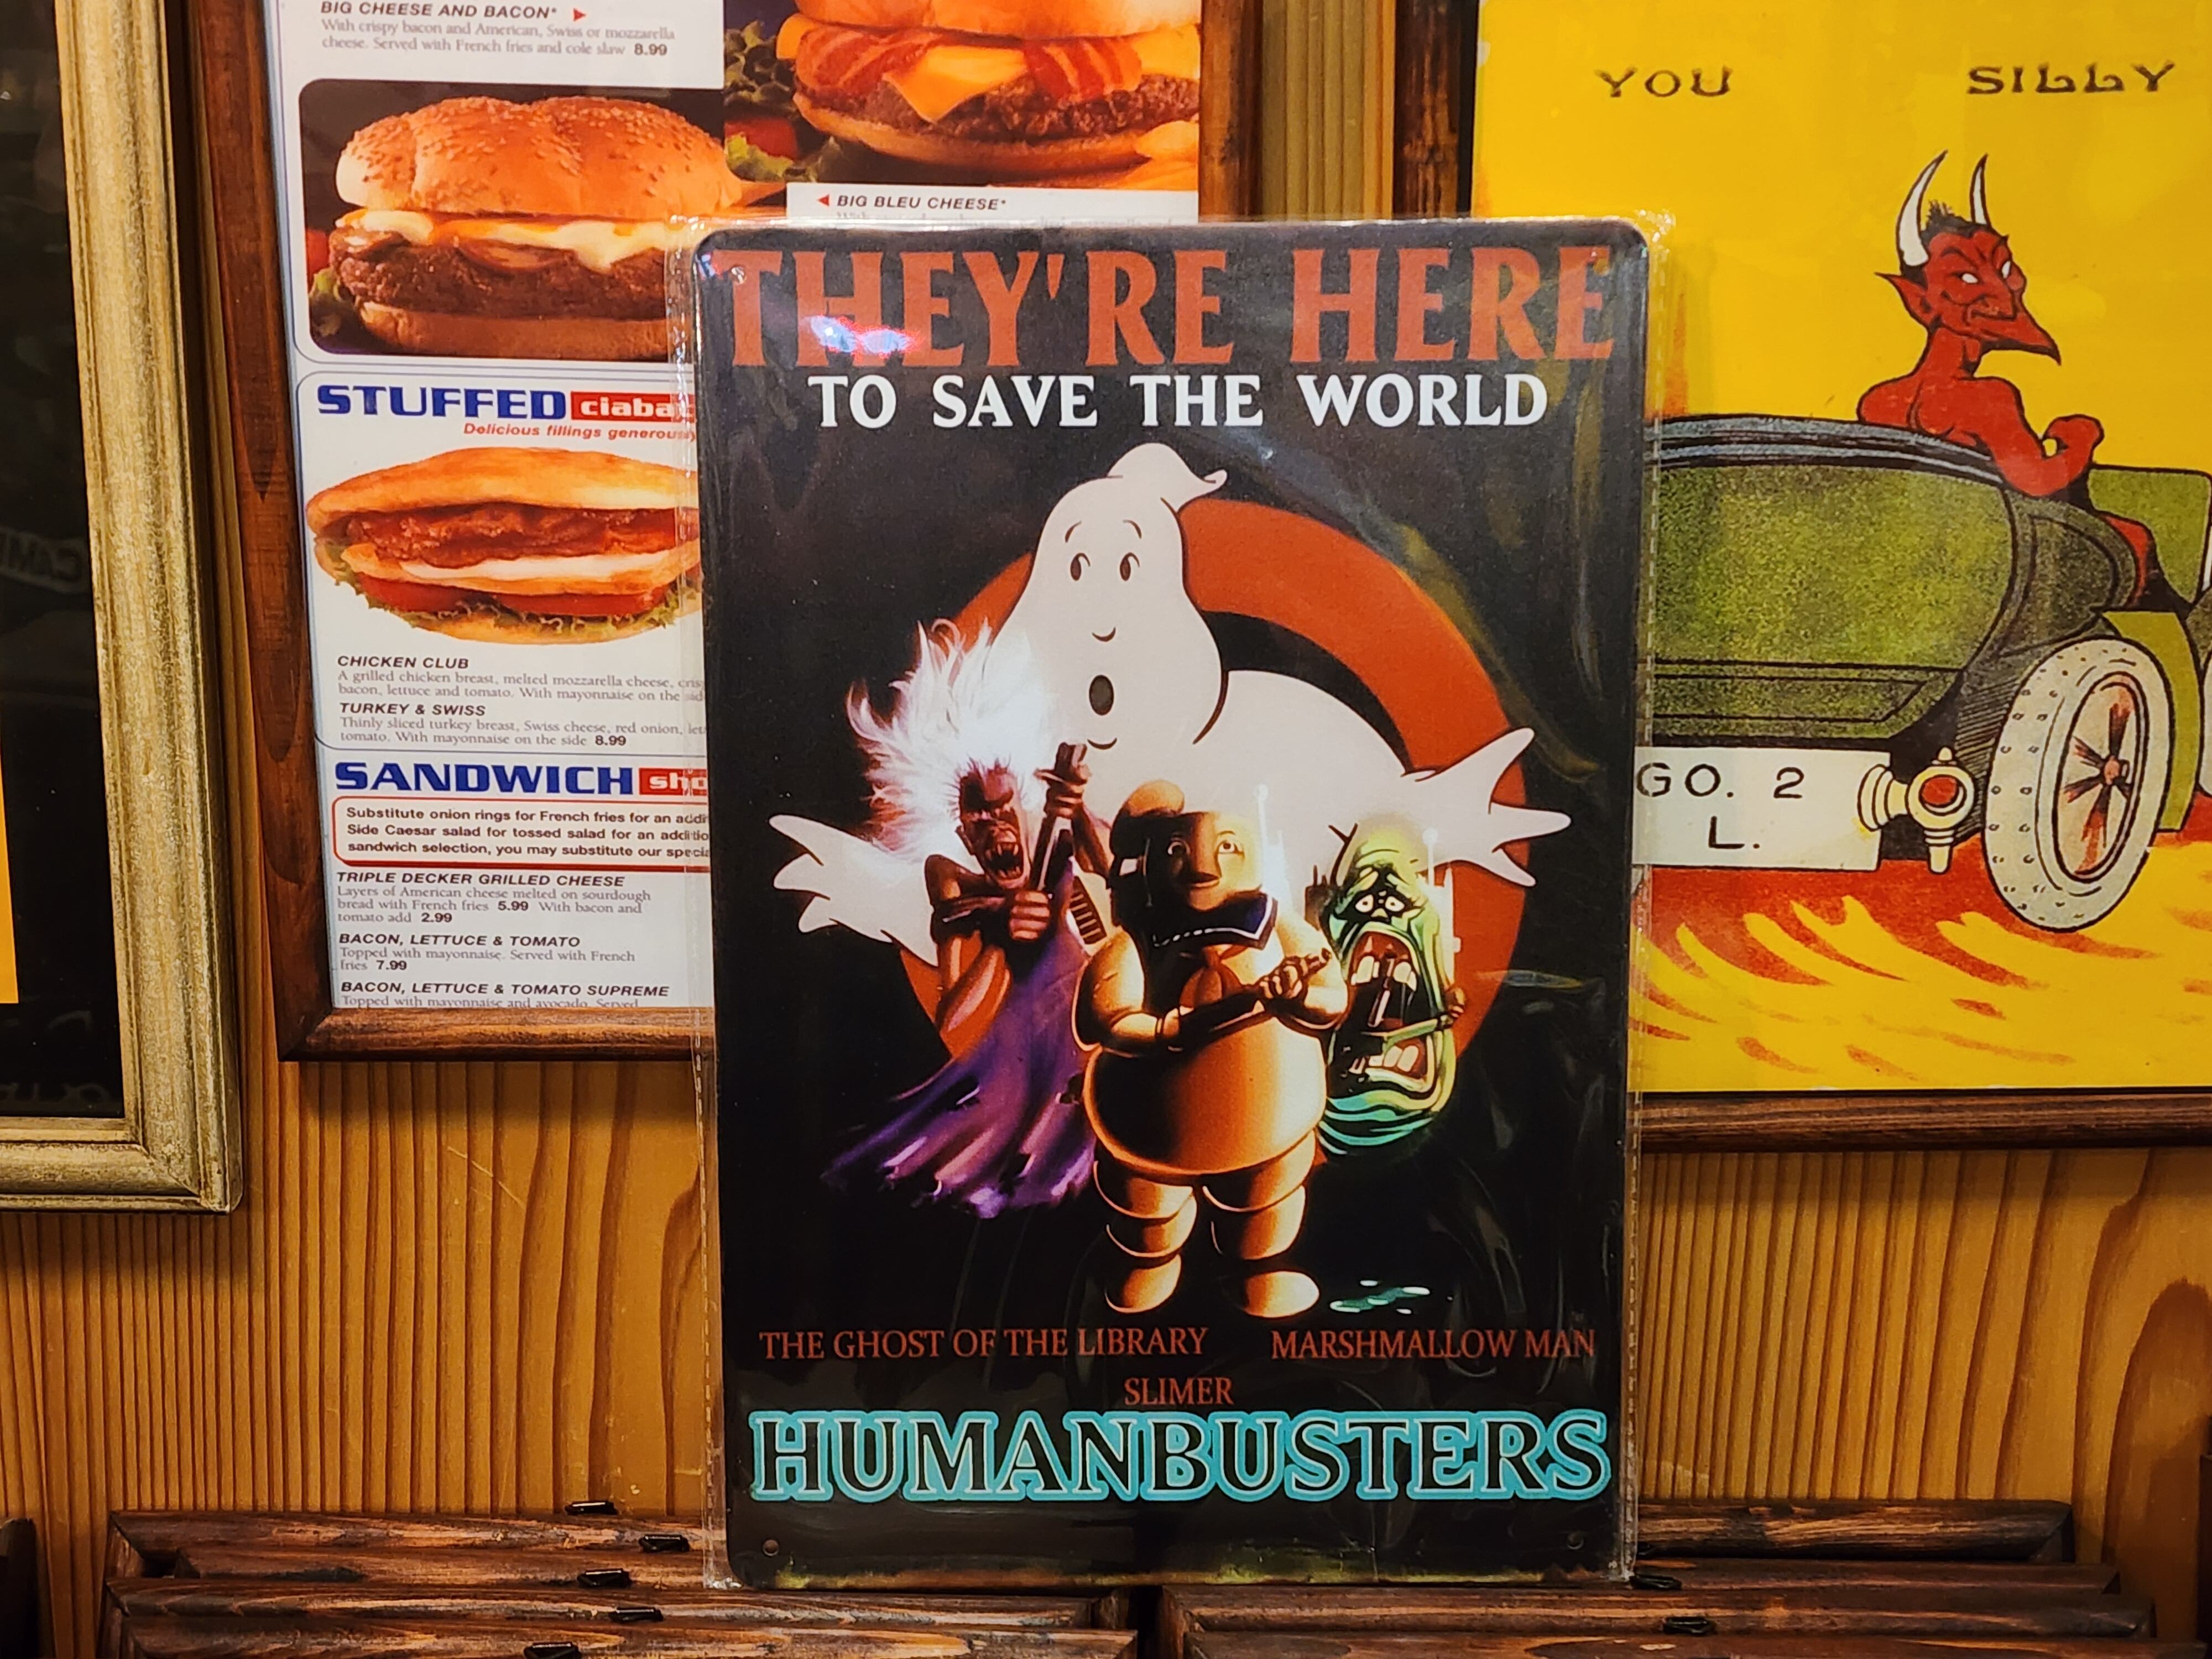 BIG CHEESE AND BACON*
With crispy bacon and American, Swiss or mozzarella
cheese. Served with French fries and cole slaw 8.99
BIG BLEU CHEESE*
STUFFED
Delicious fillings
CHICKEN CLUB
A grilled chicken breast, melted mozzarella cheese,
bacon, lettuce and tomato. With mayonnaise on the
TURKEY & SWISS
Thinly sliced turkey breast, Swiss cheese, red onion,
tomato. With mayonnaise on the side 8.99
SANDWICH
Substitute onion rings for French fries for an
Side Caesar salad for tossed salad for an
sandwich selection, you may substitute our
TRIPLE DECKER GRILLED CHEESE
Layers of American cheese melted on sourdough
bread with French fries 5.99 With bacon and
tomato add 2.99
BACON, LETTUCE & TOMATO
Topped with mayonnaise. Served with French
fries 7.99
BACON, LETTUCE & TOMATO SUPREME
Topped with mayonnaise and avocado. Served
THEY'RE HERE
TO SAVE THE WORLD
THE GHOST OF THE LIBRARY MARSHMALLOW MAN
SLIMER
HUMANBUSTERS
YOU SILLY
GO. 2
L.